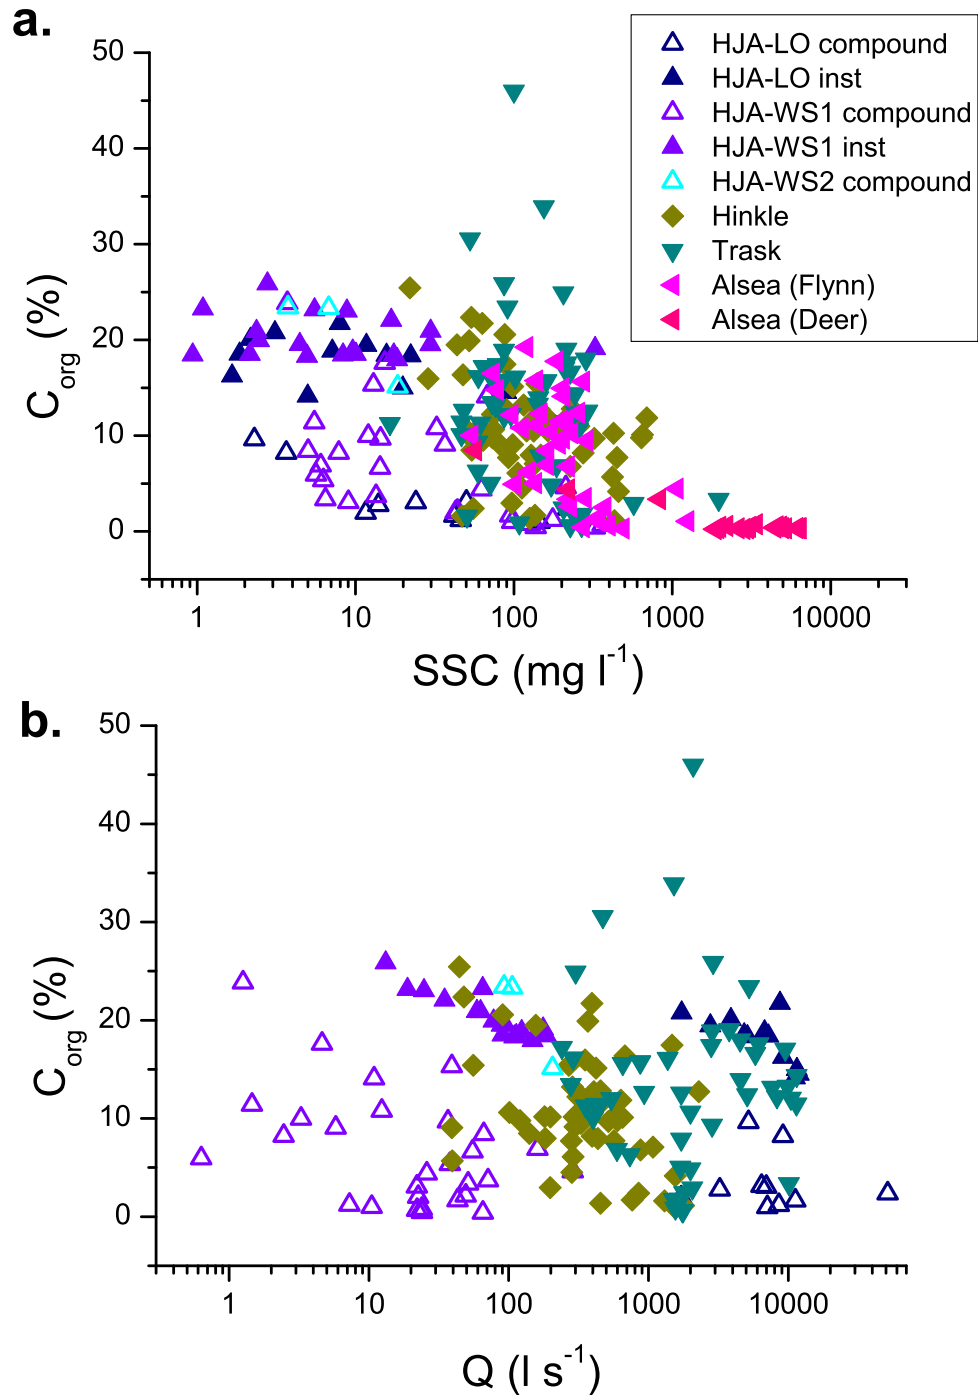 a.
50
40
30
20
10
0
C_org (%)
1 10 100 1000 10000
SSC (mg l^-1)
HJA-LO compound
HJA-LO inst
HJA-WS1 compound
HJA-WS1 inst
HJA-WS2 compound
Hinkle
Trask
Alsea (Flynn)
Alsea (Deer)
b.
50
40
30
20
10
0
C_org (%)
1 10 100 1000 10000
Q (l s^-1)